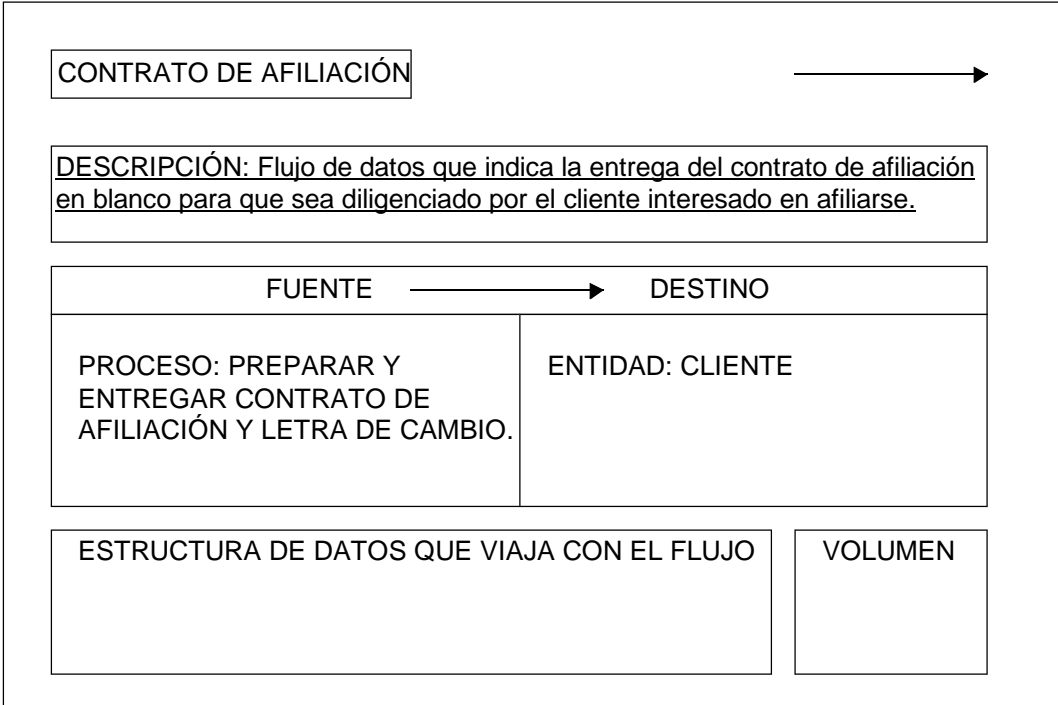 CONTRATO DE AFILIACIÓN
DESCRIPCIÓN: Flujo de datos que indica la entrega del contrato de afiliación
en blanco para que sea diligenciado por el cliente interesado en afiliarse.
FUENTE DESTINO
PROCESO: PREPARAR Y
ENTREGAR CONTRATO DE
AFILIACIÓN Y LETRA DE CAMBIO.
ENTIDAD: CLIENTE
ESTRUCTURA DE DATOS QUE VIAJA CON EL FLUJO
VOLUMEN